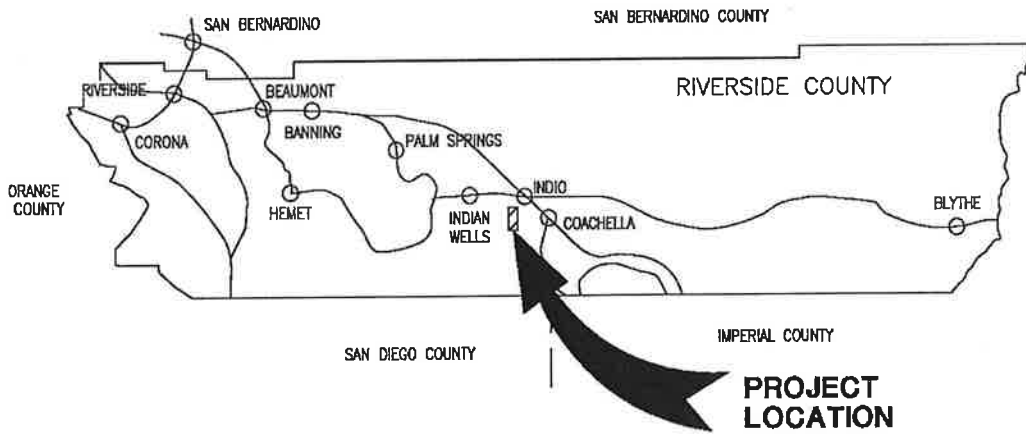 SAN BERNARDINO COUNTY
SAN BERNARDINO
RIVERSIDE COUNTY
RIVERSIDE
BEAUMONT
BANNING
CORONA
PALM SPRINGS
ORANGE
COUNTY
HEMET
INDIO
INDIAN
WELLS
COACHELLA
BLYTHE
SAN DIEGO COUNTY
IMPERIAL COUNTY
PROJECT
LOCATION